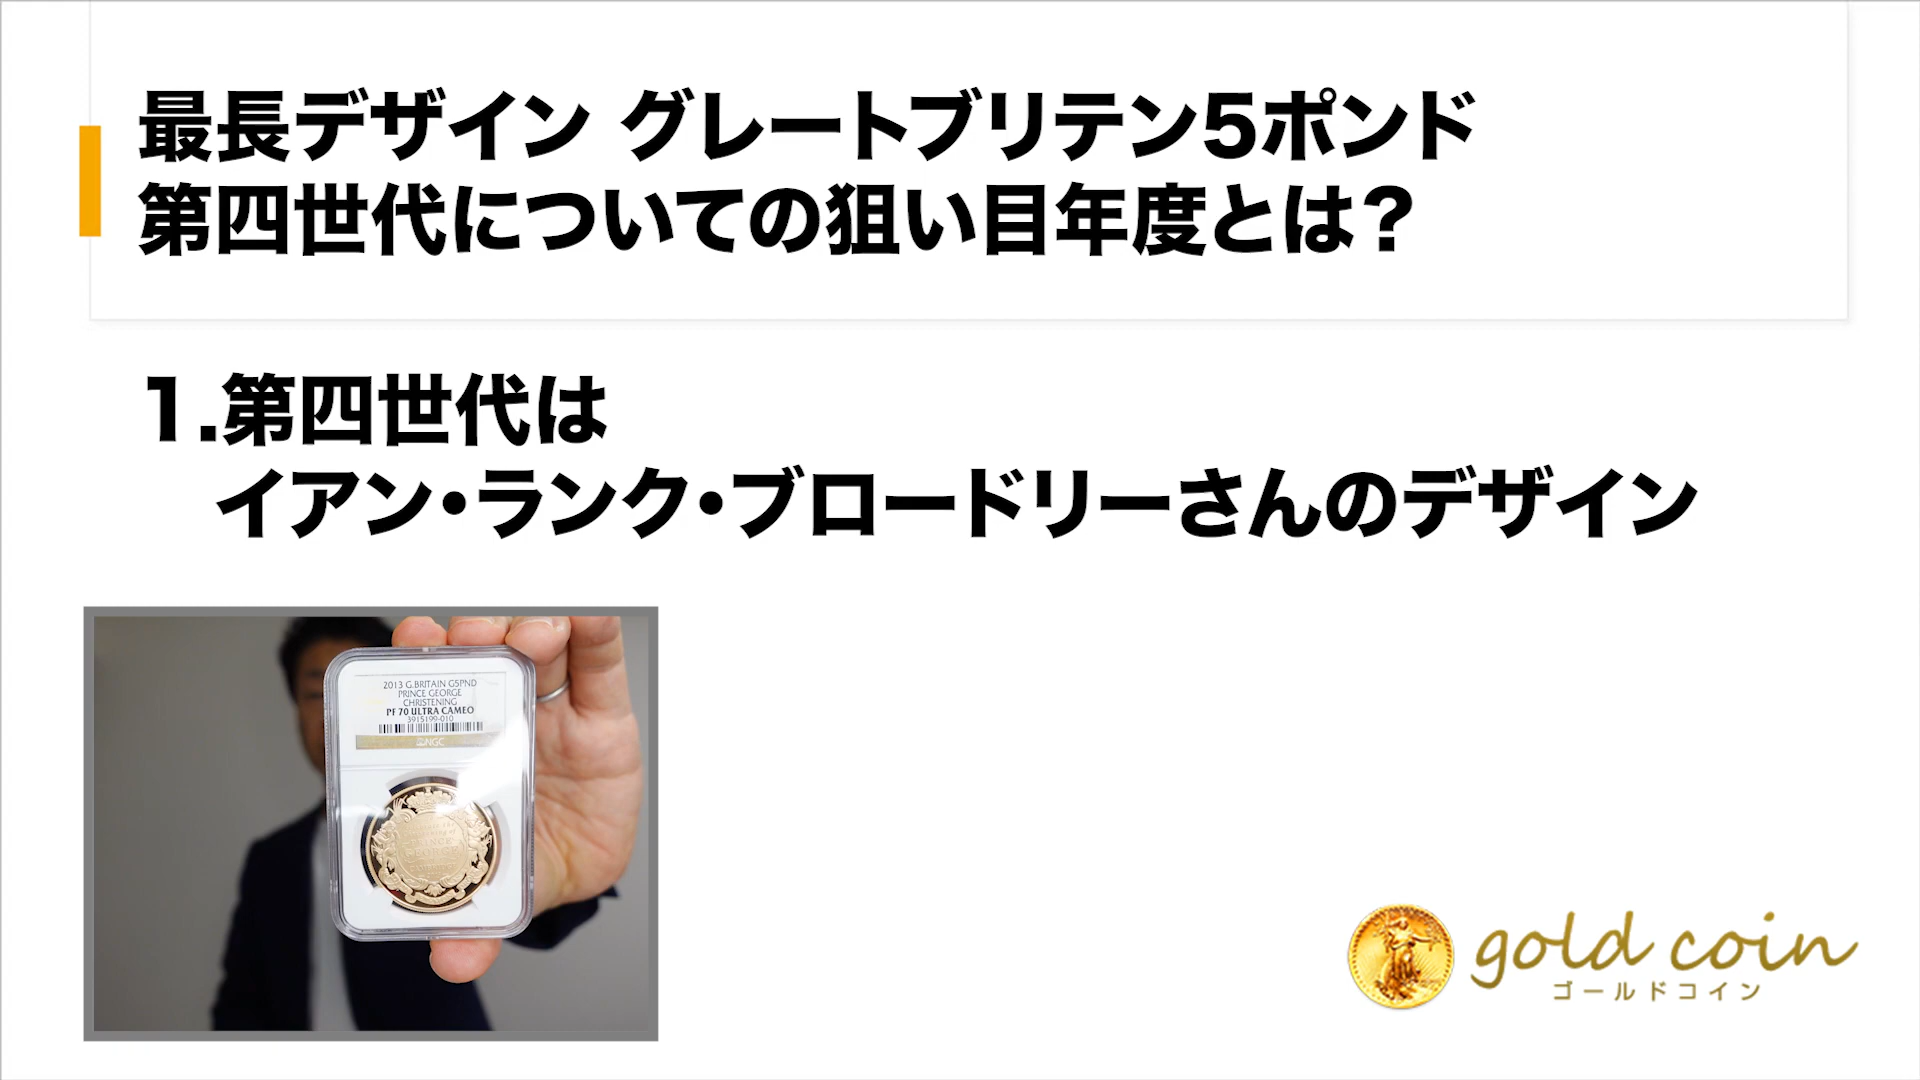 最長デザイン グレートブリテン5ポンド
第四世代についての狙い目年度とは？
1.第四世代は
イアン・ランク・ブロードリーさんのデザイン
2013 G.BRITAIN G5PND
PRINCE GEORGE
CHRISTENING
PF 70 ULTRA CAMEO
3915199-010
NGC
PRINCE
GEORGE
gold coin
ゴールドコイン